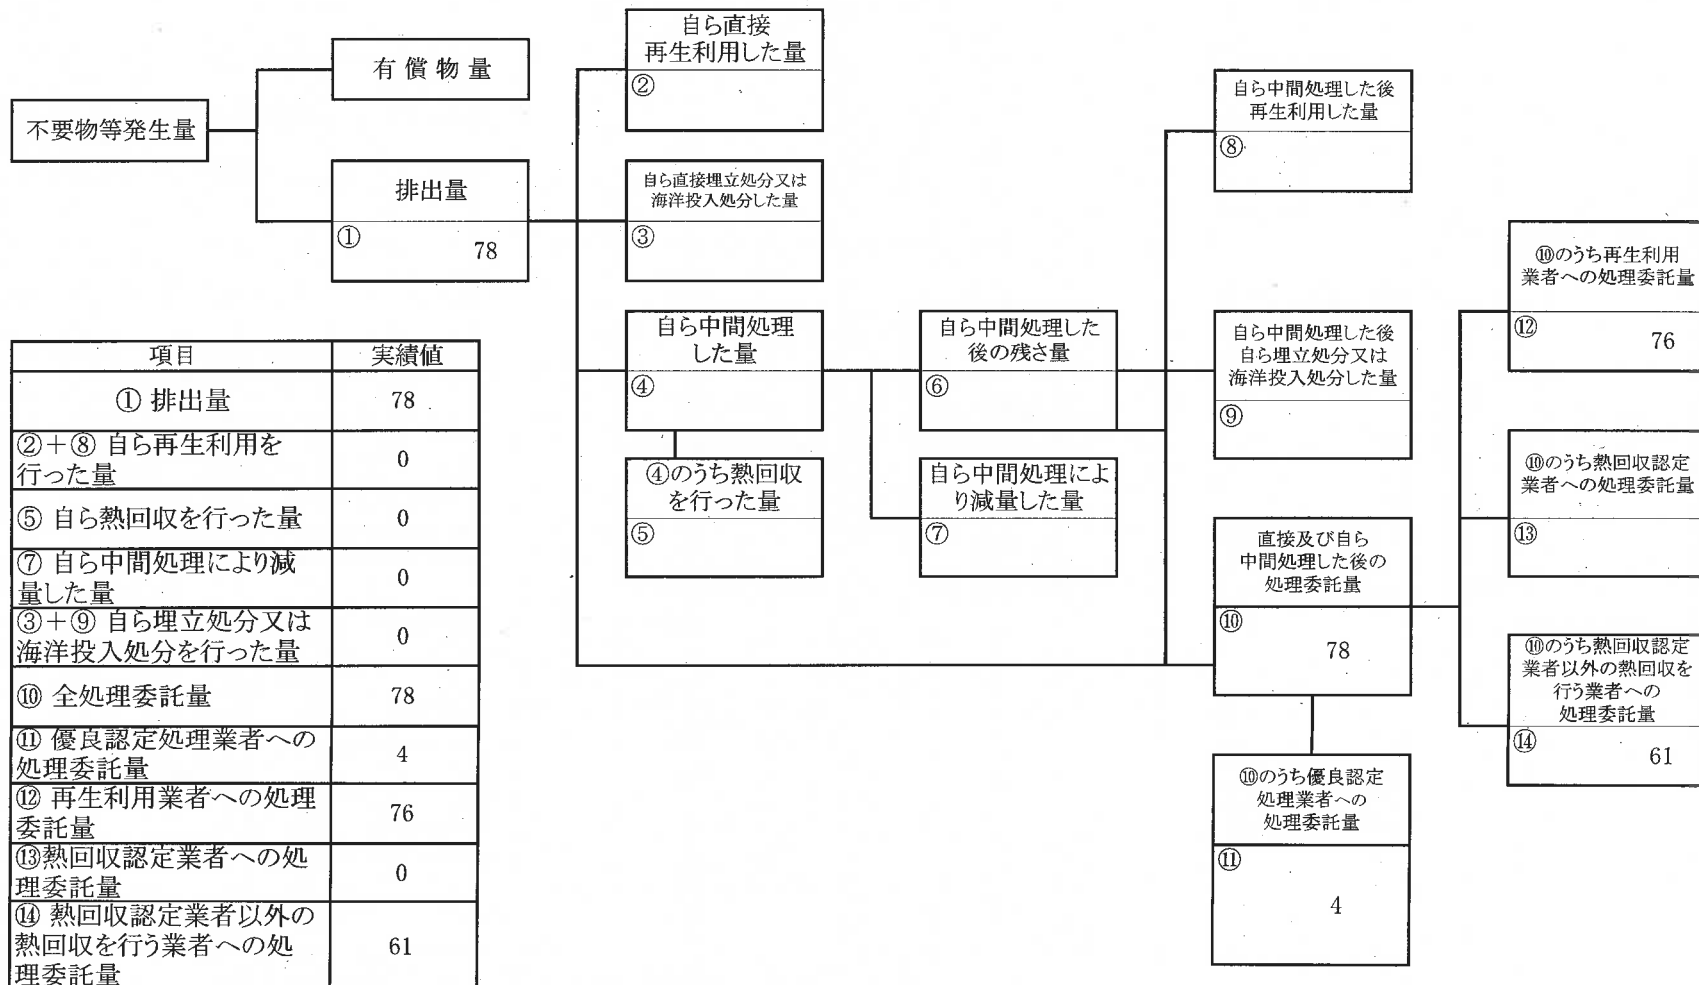 不要物等発生量
有償物量
排出量
①
78
自ら直接
再生利用した量
②
自ら直接埋立処分又は
海洋投入処分した量
③
自ら中間処理
した量
④
④のうち熱回収
を行った量
⑤
自ら中間処理した
後の残さ量
⑥
自ら中間処理によ
り減量した量
⑦
自ら中間処理した後
再生利用した量
⑧
自ら中間処理した後
自ら埋立処分又は
海洋投入処分した量
⑨
直接及び自ら
中間処理した後の
処理委託量
⑩
78
⑩のうち優良認定
処理業者への
処理委託量
⑪
4
⑩のうち再生利用
業者への処理委託量
⑫
76
⑩のうち熱回収認定
業者への処理委託量
⑬
⑩のうち熱回収認定
業者以外の熱回収を
行う業者への
処理委託量
⑭
61
項目 実績値
① 排出量 78
②+⑧ 自ら再生利用を
行った量 0
⑤ 自ら熱回収を行った量 0
⑦ 自ら中間処理により減
量した量 0
③+⑨ 自ら埋立処分又は
海洋投入処分を行った量 0
⑩ 全処理委託量 78
⑪ 優良認定処理業者への
処理委託量 4
⑫ 再生利用業者への処理
委託量 76
⑬熱回収認定業者への処
理委託量 0
⑭ 熱回収認定業者以外の
熱回収を行う業者への処
理委託量 61